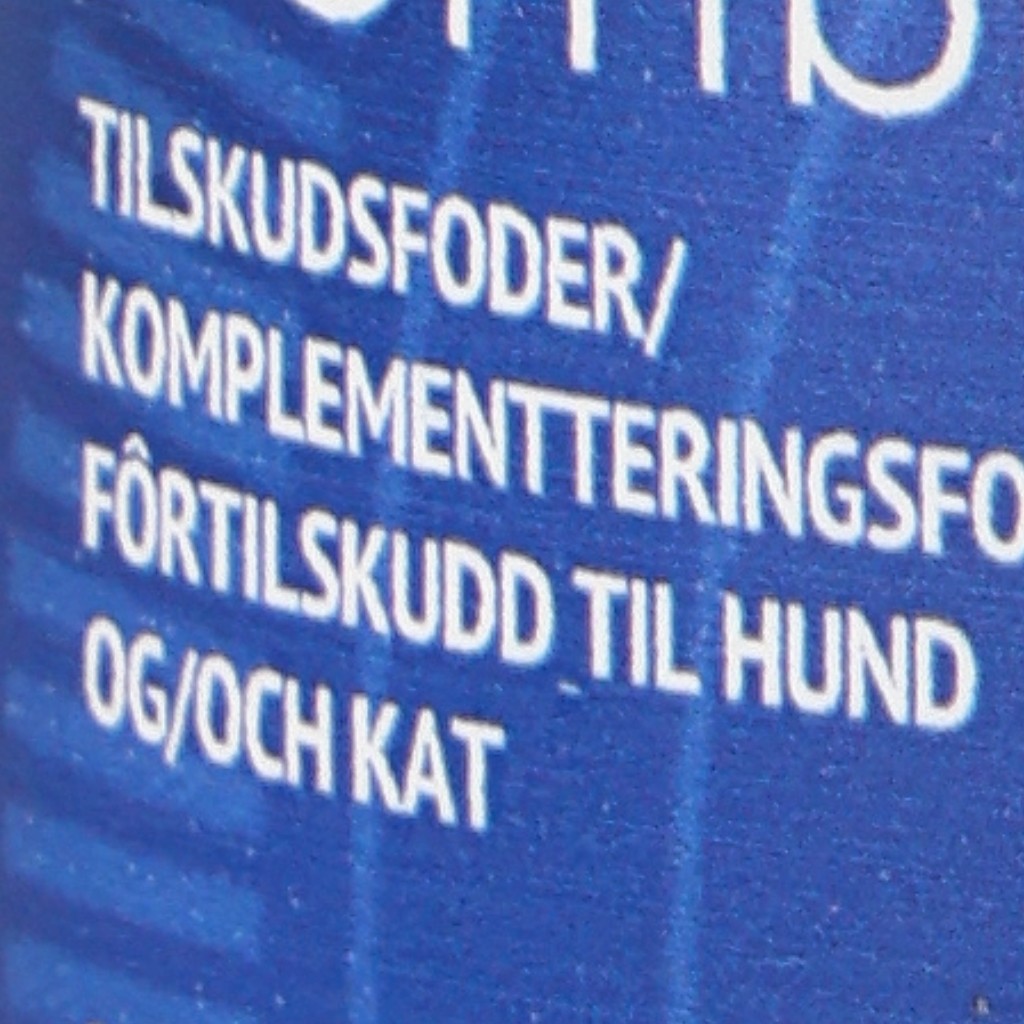 TILSKUDSFODER/
KOMPLEMENTTERINGSFO
FÔRTILSKUDD TIL HUND
OG/OCH KAT